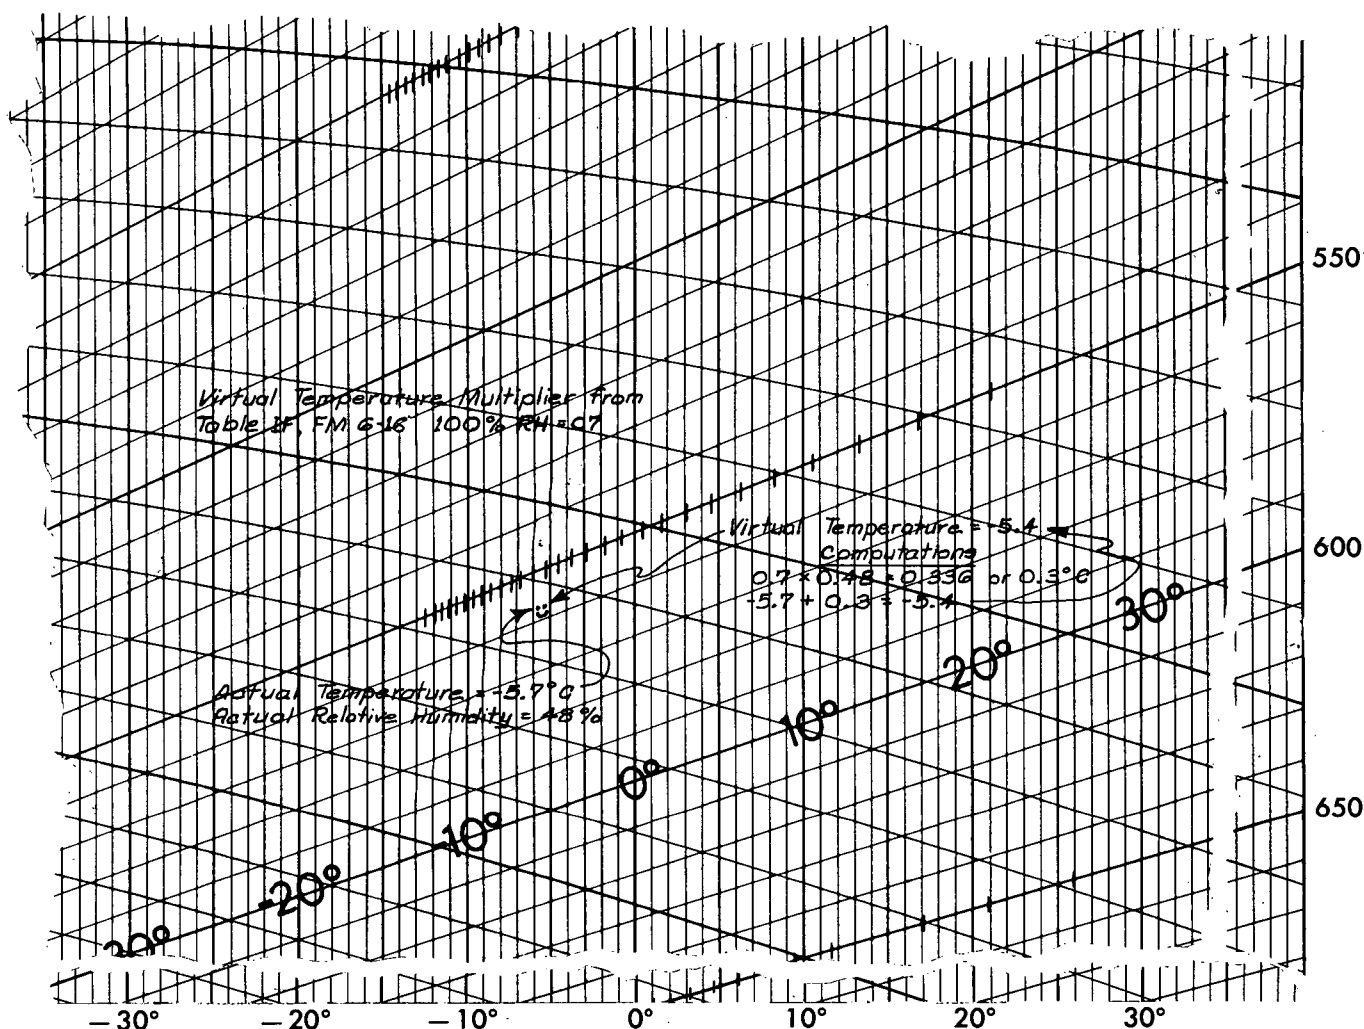 550
Virtual Temperature Multiplier from
Table If, FM 6-16 100% RH = 0.7
Virtual Temperature = -5.4
Computations
0.7 × 0.48 = 0.336 or 0.3°C
-5.7 + 0.3 = -5.4
600
30°
20°
Actual Temperature = -5.7°C
Actual Relative Humidity = 48%
10°
0°
650
-10°
-20°
30°
-30° -20° -10° 0° 10° 20° 30°